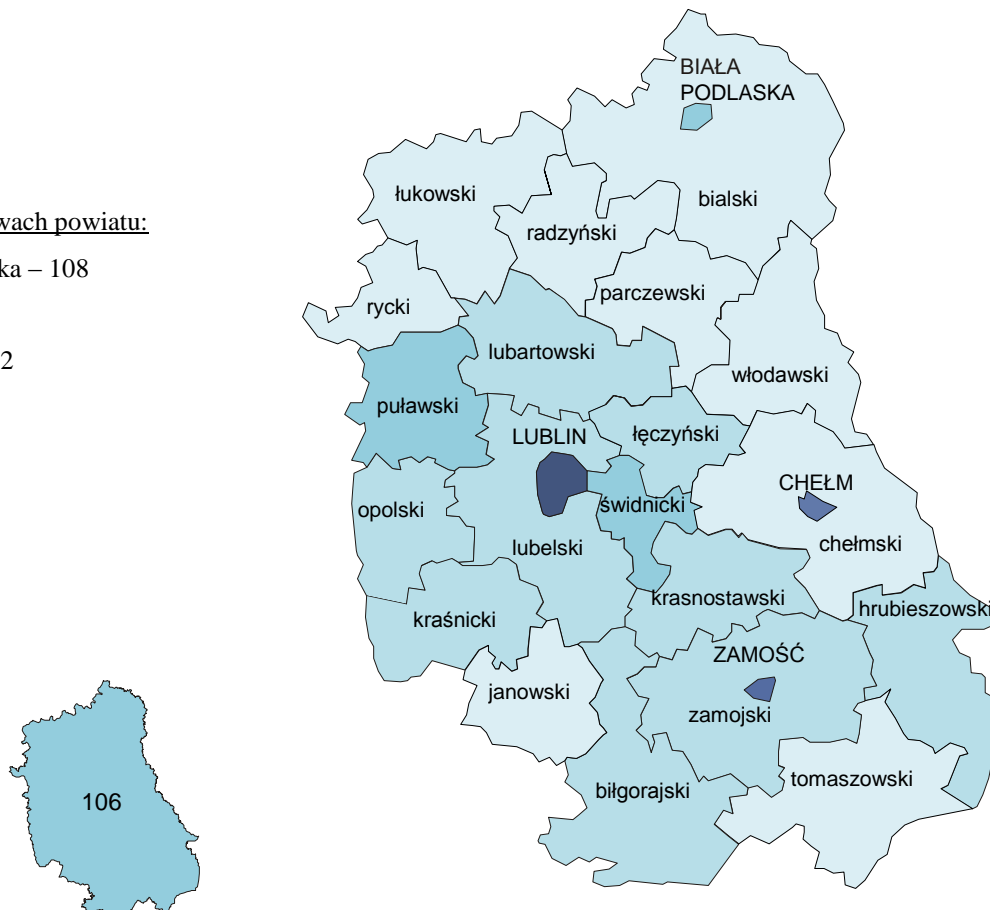 BIAŁA
PODLASKA
łukowski
bialski
wach powiatu:
radzyński
ka – 108
parczewski
rycki
lubartowski
2
włodawski
puławski
LUBLIN
łęczyński
CHEŁM
opolski
świdnicki
lubelski
chełmski
krasnostawski
hrubieszowski
kraśnicki
ZAMOŚĆ
janowski
zamojski
tomaszowski
biłgorajski
106